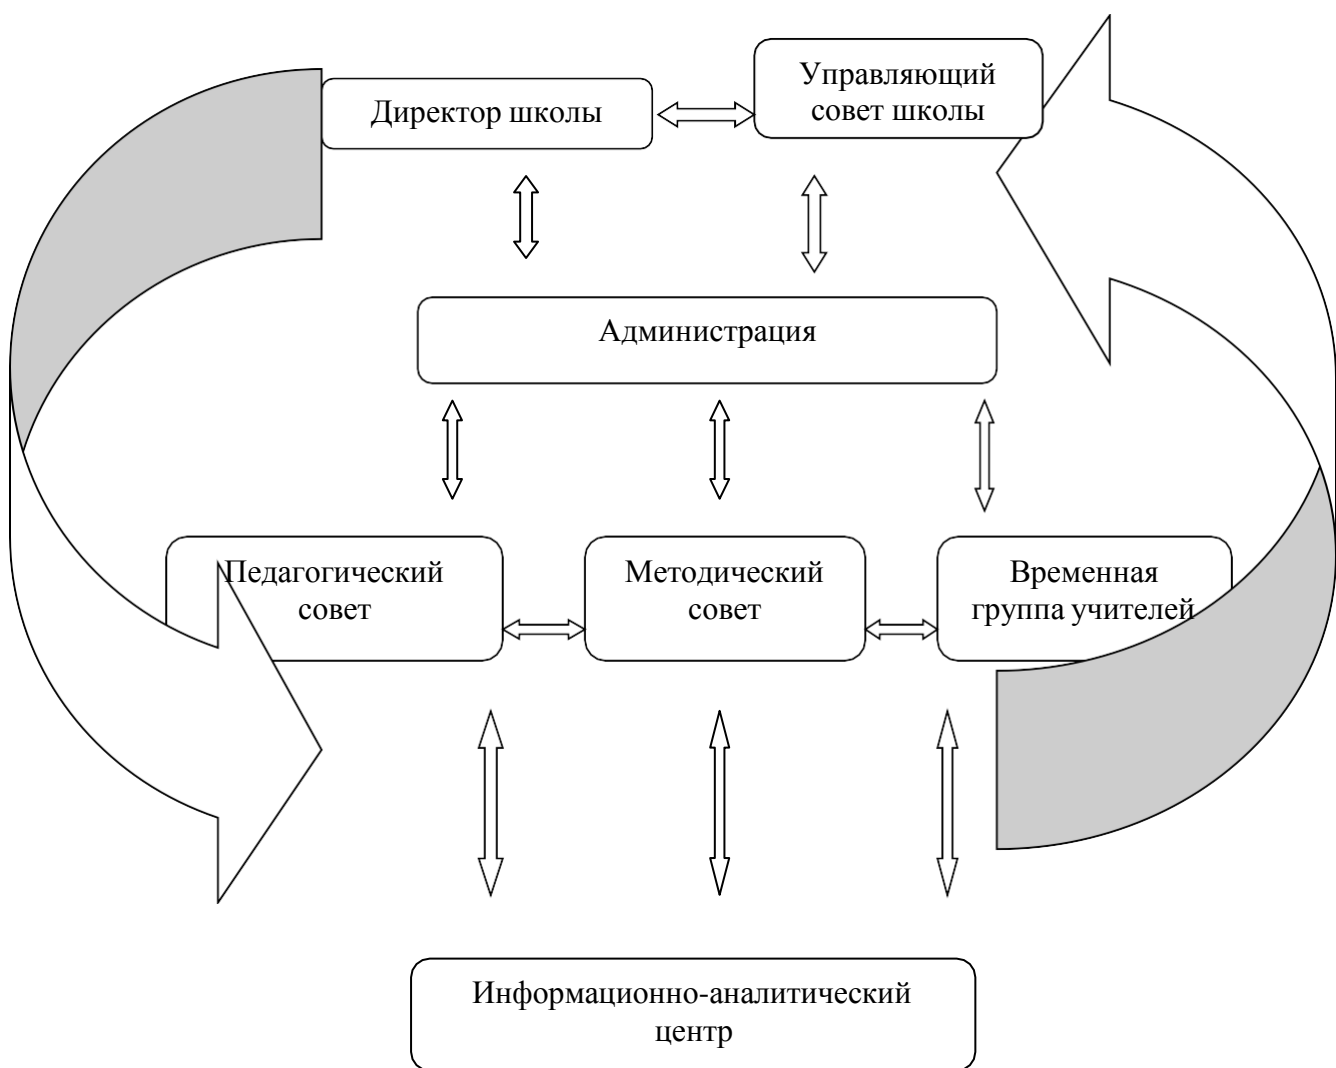 Директор школы
Управляющий
совет школы
Администрация
Педагогический
совет
Методический
совет
Временная
группа учителей
Информационно-аналитический
центр